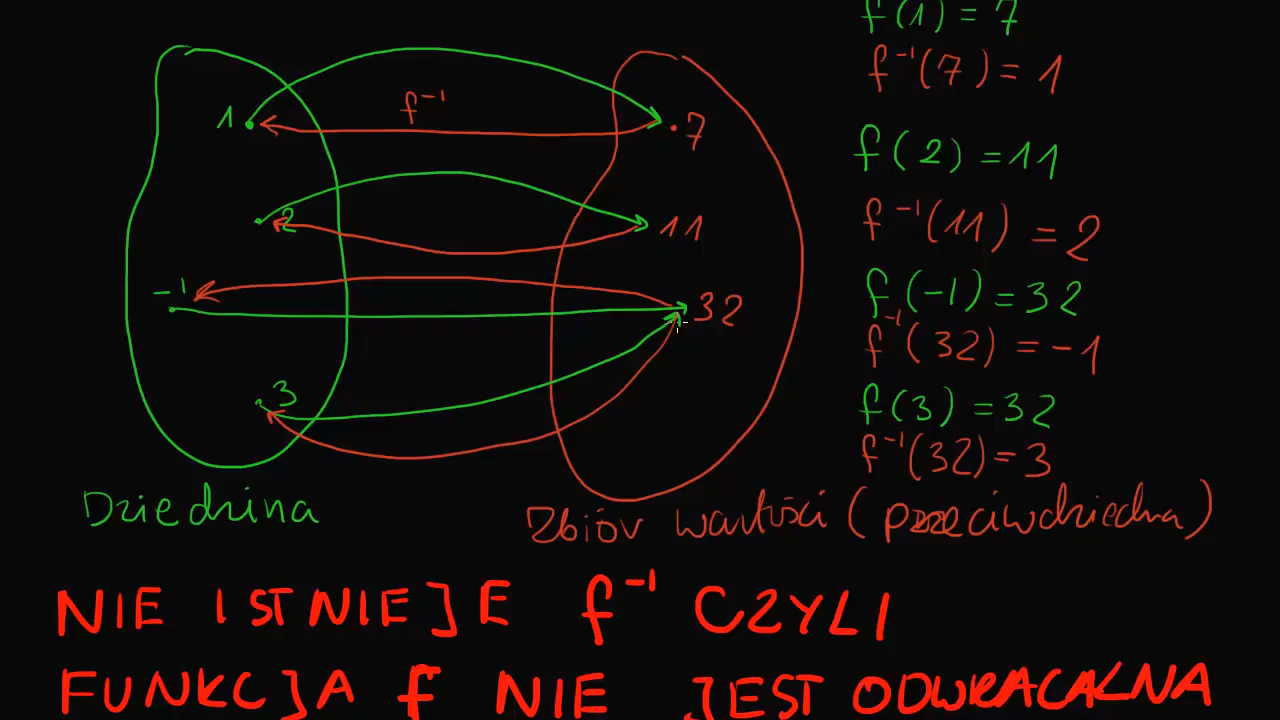 f(1) = 7
f⁻¹(7) = 1
1 f⁻¹ 7
f(2) = 11
2 11
f⁻¹(11) = 2
-1 32
f(-1) = 32
f⁻¹(32) = -1
3
f(3) = 32
f⁻¹(32) = 3
Dziedzina
Zbiór wartości (przeciwdziedzina)
NIE ISTNIEJE f⁻¹ CZYLI
FUNKCJA f NIE JEST ODWRACALNA